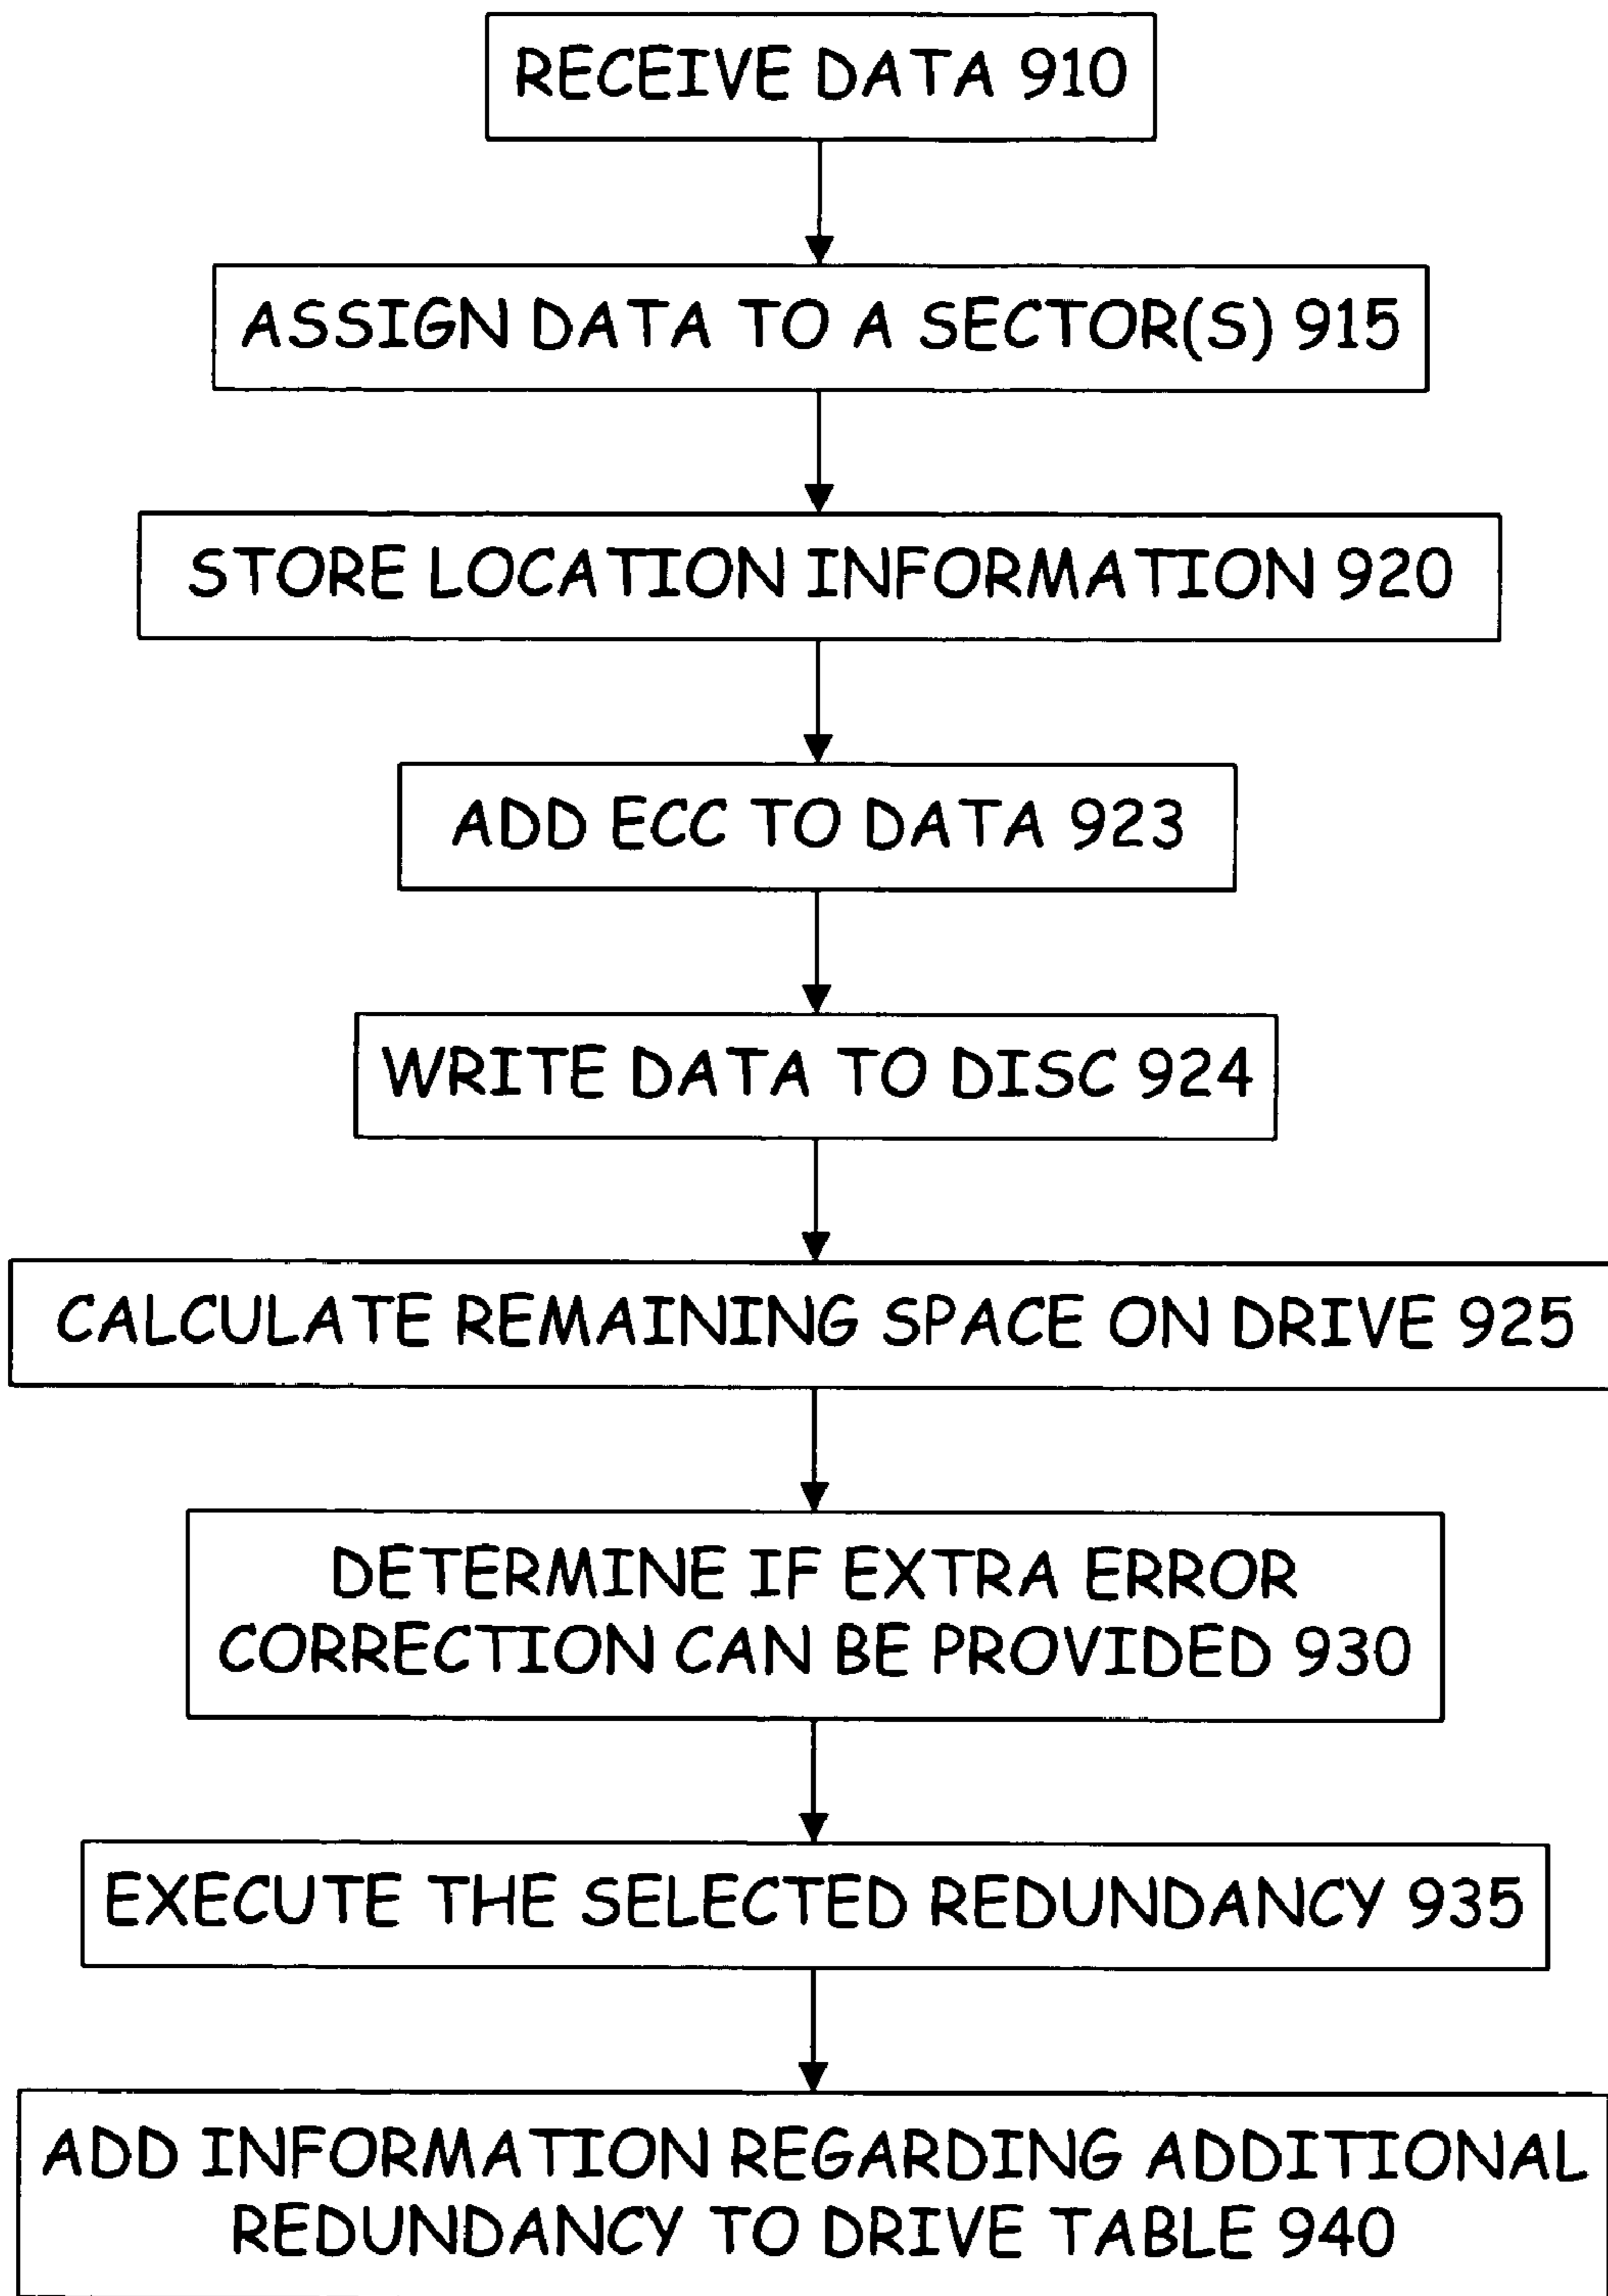 RECEIVE DATA 910
ASSIGN DATA TO A SECTOR(S) 915
STORE LOCATION INFORMATION 920
ADD ECC TO DATA 923
WRITE DATA TO DISC 924
CALCULATE REMAINING SPACE ON DRIVE 925
DETERMINE IF EXTRA ERROR
CORRECTION CAN BE PROVIDED 930
EXECUTE THE SELECTED REDUNDANCY 935
ADD INFORMATION REGARDING ADDITIONAL
REDUNDANCY TO DRIVE TABLE 940